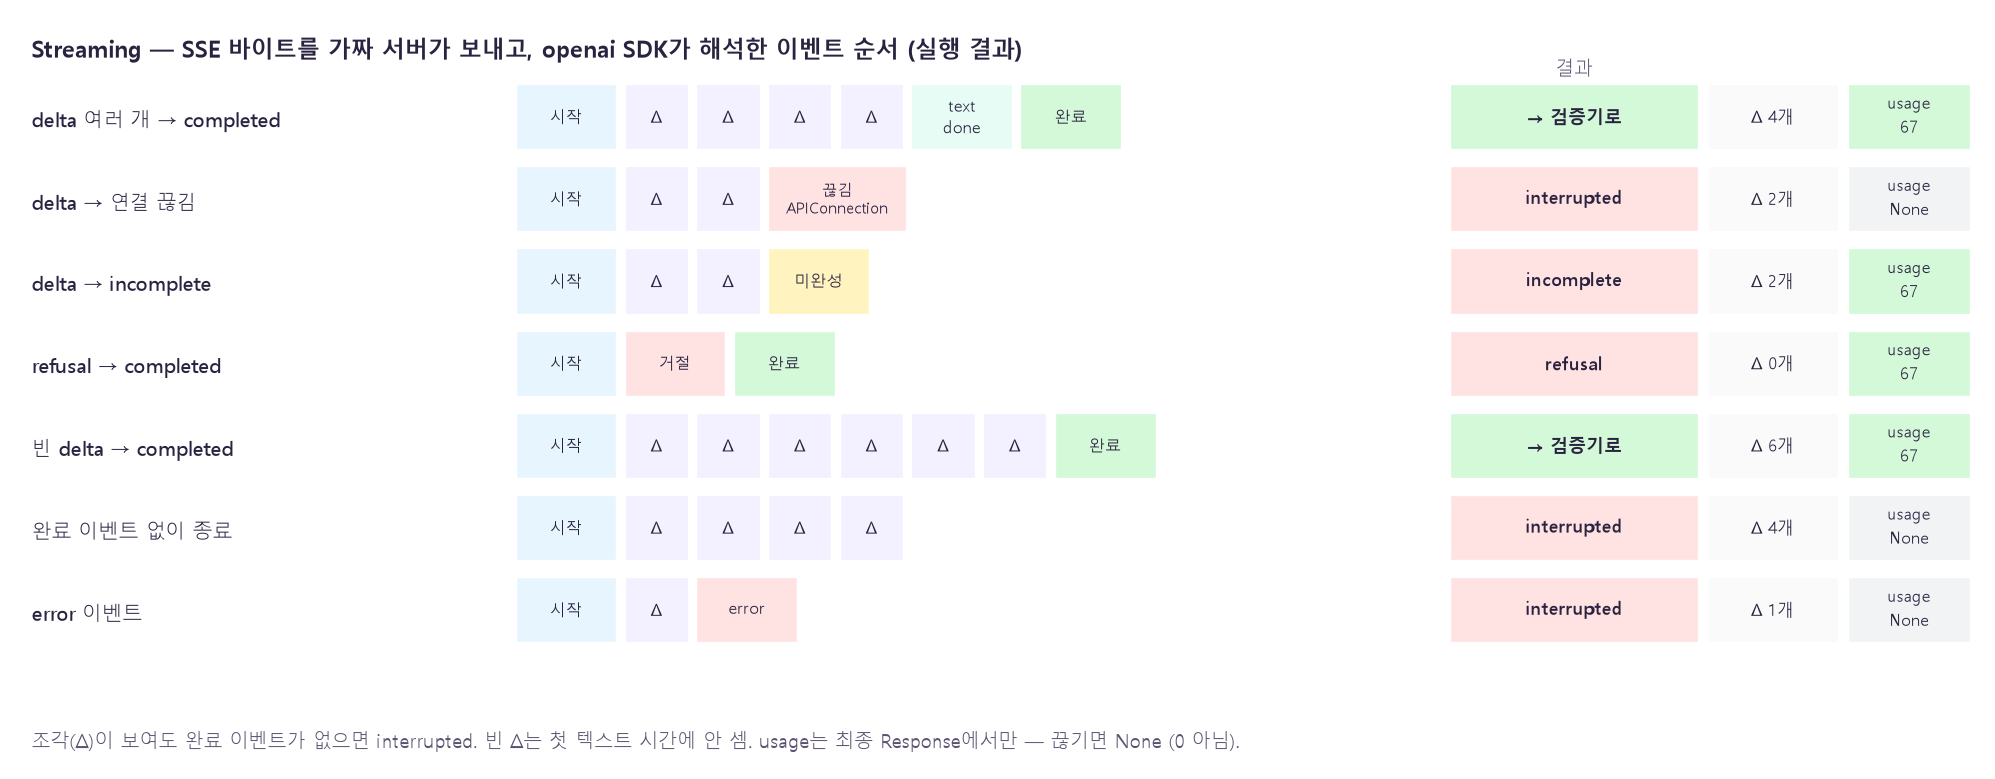 Streaming — SSE 바이트를 가짜 서버가 보내고, openai SDK가 해석한 이벤트 순서 (실행 결과)
결과
delta 여러 개 → completed
시작 Δ Δ Δ Δ text done 완료 → 검증기로 Δ 4개 usage 67
delta → 연결 끊김
시작 Δ Δ 끊김 APIConnection interrupted Δ 2개 usage None
delta → incomplete
시작 Δ Δ 미완성 incomplete Δ 2개 usage 67
refusal → completed
시작 거절 완료 refusal Δ 0개 usage 67
빈 delta → completed
시작 Δ Δ Δ Δ Δ Δ 완료 → 검증기로 Δ 6개 usage 67
완료 이벤트 없이 종료
시작 Δ Δ Δ Δ interrupted Δ 4개 usage None
error 이벤트
시작 Δ error interrupted Δ 1개 usage None
조각(Δ)이 보여도 완료 이벤트가 없으면 interrupted. 빈 Δ는 첫 텍스트 시간에 안 셈. usage는 최종 Response에서만 — 끊기면 None (0 아님).